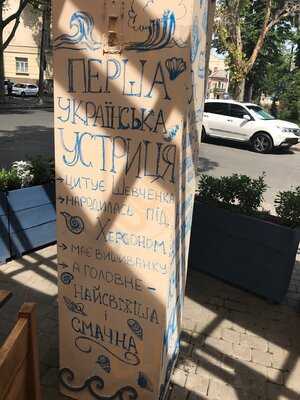 ПЕРША
УКРАЇНСЬКА
УСТРИЦЯ
→ ЦИТУЄ ШЕВЧЕНКА
→ НАРОДИЛАСЬ ПІД
ХЕРСОНОМ
→ МАЄ ВИШИВАНКУ
→ А ГОЛОВНЕ –
НАЙСВІЖІША
І
СМАЧНА